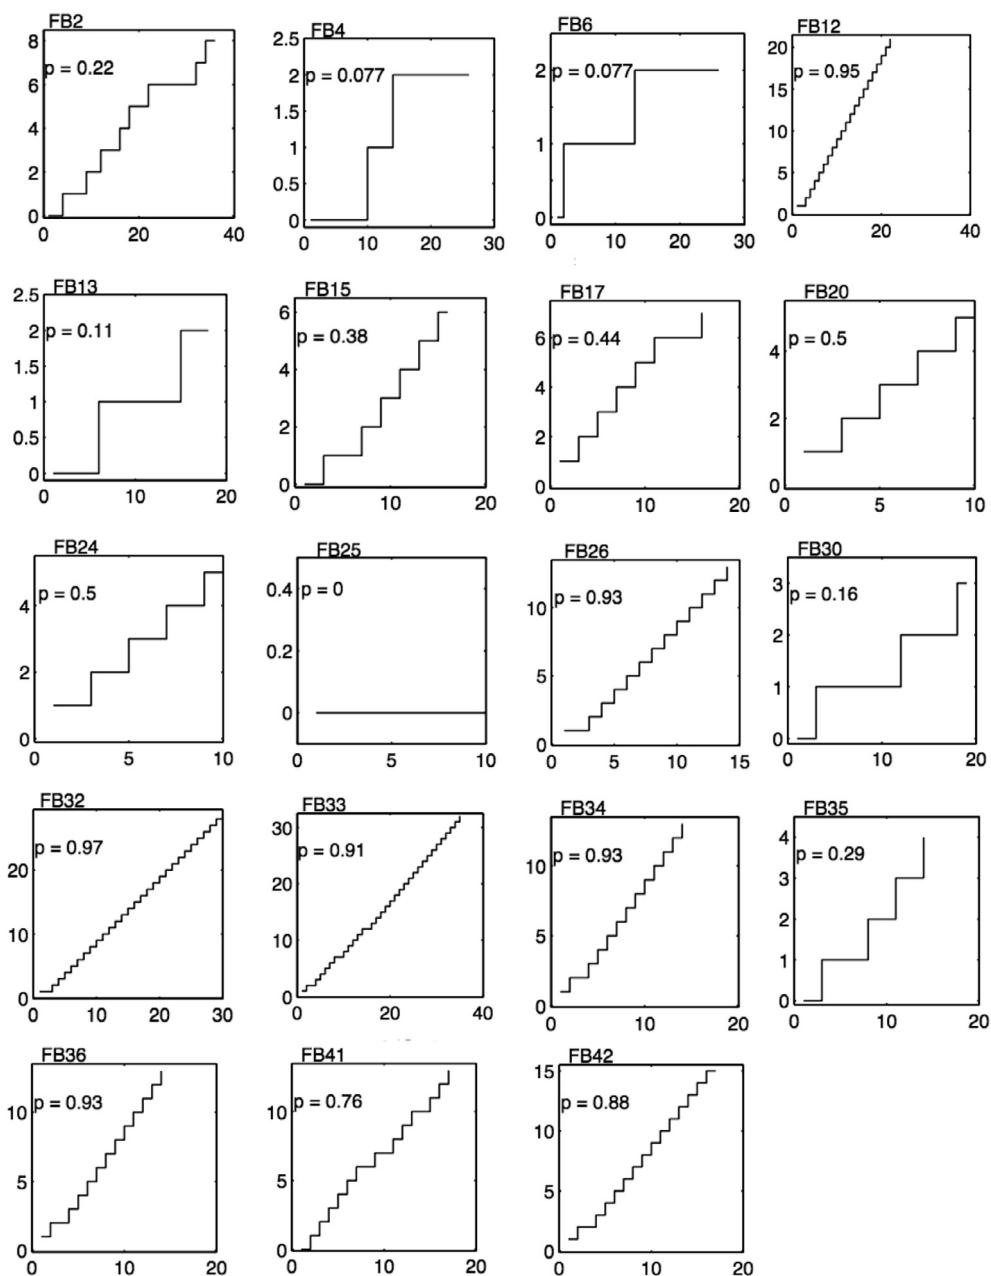 FB2
8
p = 0.22
6
4
2
0
0 20 40
FB4
2.5
2
p = 0.077
1.5
1
0.5
0
0 10 20 30
FB6
2
p = 0.077
1
0
0 10 20 30
FB12
20
p = 0.95
15
10
5
0
0 20 40
FB13
2.5
2
p = 0.11
1.5
1
0.5
0
0 10 20
FB15
6
p = 0.38
4
2
0
0 10 20
FB17
6
p = 0.44
4
2
0
0 10 20
FB20
p = 0.5
4
2
0
0 5 10
FB24
p = 0.5
4
2
0
0 5 10
FB25
0.4
p = 0
0.2
0
0 5 10
FB26
p = 0.93
10
5
0
0 5 10 15
FB30
3
p = 0.16
2
1
0
0 10 20
FB32
p = 0.97
20
10
0
0 10 20 30
FB33
30
p = 0.91
20
10
0
0 20 40
FB34
p = 0.93
10
5
0
0 10 20
FB35
4
p = 0.29
3
2
1
0
0 10 20
FB36
p = 0.93
10
5
0
0 10 20
FB41
p = 0.76
10
5
0
0 10 20
FB42
15
p = 0.88
10
5
0
0 10 20